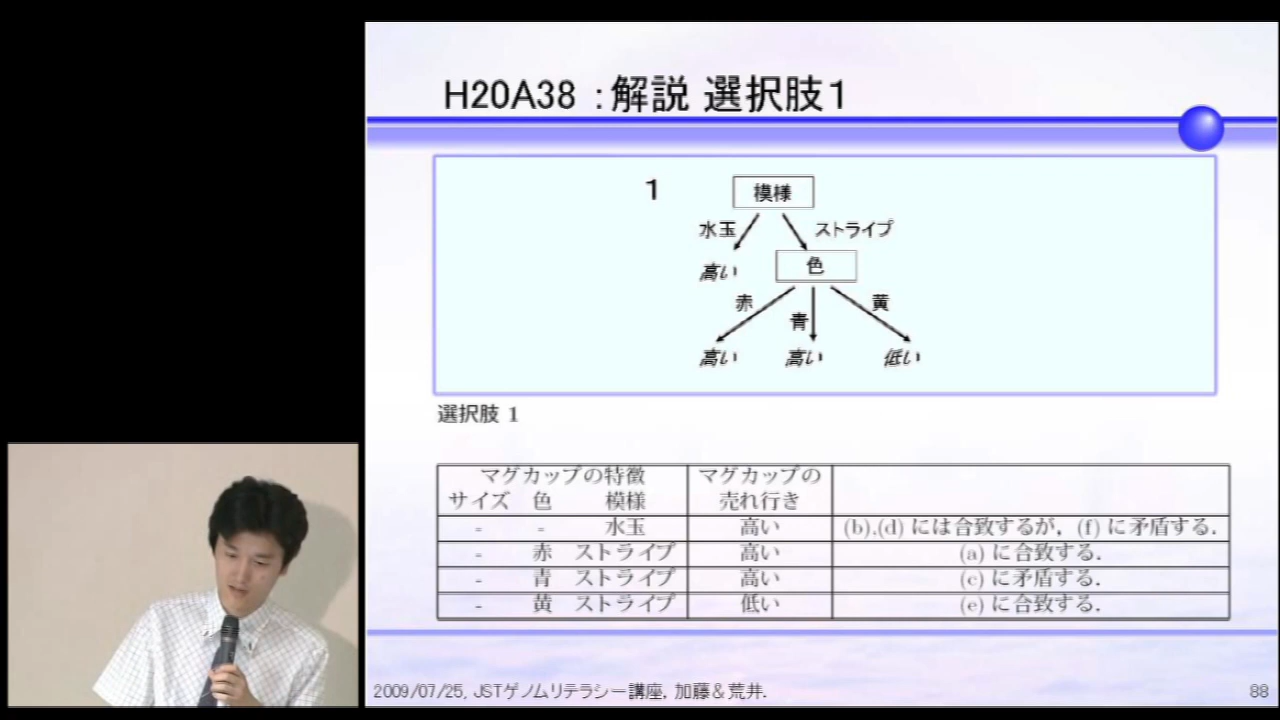 H20A38 :解説 選択肢1
1
模様
水玉
ストライプ
高い
色
赤
青
黄
高い
高い
低い
選択肢 1
マグカップの特徴
サイズ 色 模様
マグカップの
売れ行き
- - 水玉 高い (b),(d) には合致するが, (f) に矛盾する.
- 赤 ストライプ 高い (a) に合致する.
- 青 ストライプ 高い (c) に矛盾する.
- 黄 ストライプ 低い (e) に合致する.
2009/07/25, JSTゲノムリテラシー講座, 加藤&荒井.
88